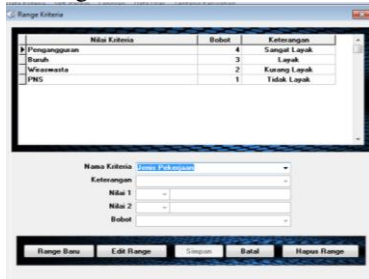 Range Kriteria
Nilai Kriteria Bobot Keterangan
Pengangguran 4 Sangat Layak
Buruh 3 Layak
Wiraswasta 2 Kurang Layak
PNS 1 Tidak Layak
Nama Kriteria Jenis Pekerjaan
Keterangan
Nilai 1
Nilai 2
Bobot
Range Baru Edit Range Simpan Batal Hapus Range